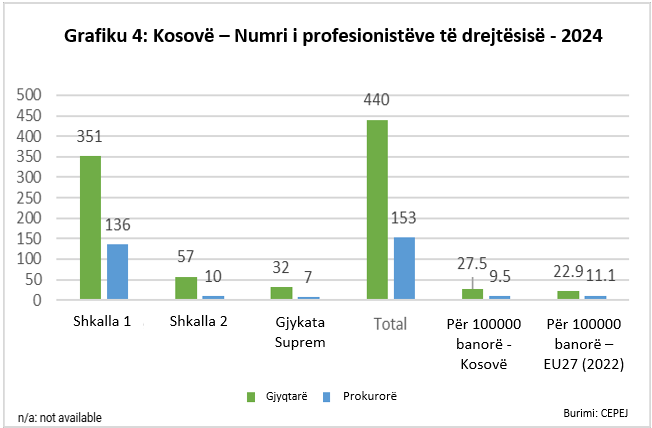 Grafiku 4: Kosovë – Numri i profesionistëve të drejtësisë - 2024
500
450
400
350
300
250
200
150
100
50
0
351
136
57
10
32
7
440
153
27.5
9.5
22.9
11.1
Shkalla 1
Shkalla 2
Gjykata
Suprem
Total
Për 100000
banorë -
Kosovë
Për 100000
banorë –
EU27 (2022)
Gjyqtarë
Prokurorë
n/a: not available
Burimi: CEPEJ